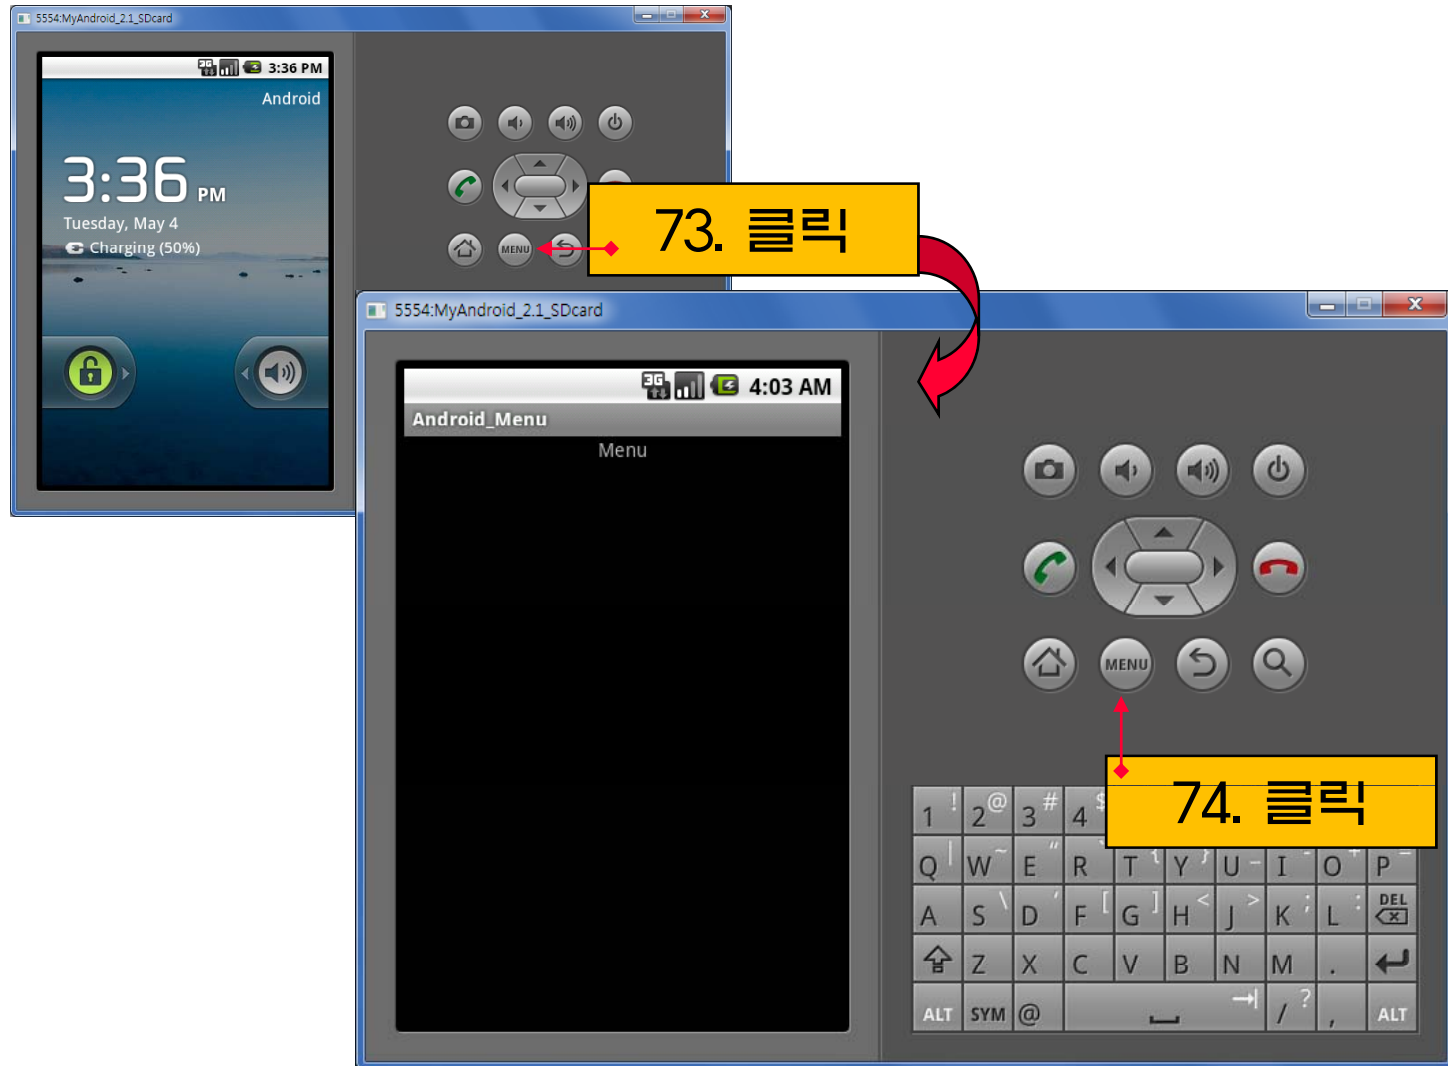 5554:MyAndroid_2.1_SDcard
3G 3:36 PM
Android
3:36 PM
Tuesday, May 4
Charging (50%)
MENU
73. 클릭
5554:MyAndroid_2.1_SDcard
3G 4:03 AM
Android_Menu
Menu
MENU
74. 클릭
1 ! 2 @ 3 # 4 $
Q | W ~ E " R ` T { Y } U _ I - O + P =
A S \ D ' F [ G ] H < J > K ; L : DEL
Z X C V B N M .
ALT SYM @ / ? , ALT